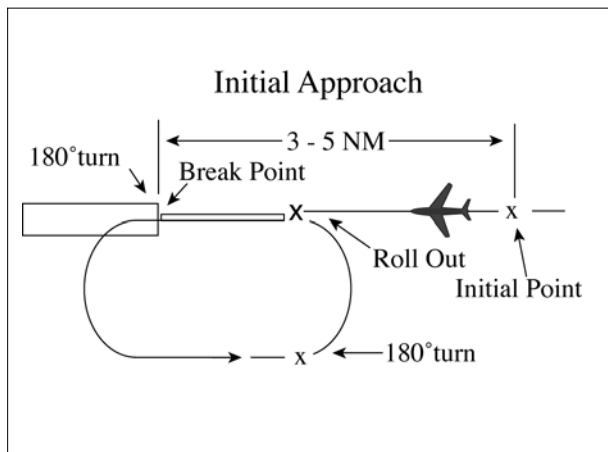 Initial Approach
3 - 5 NM
180°turn
Break Point
X
x
Roll Out
Initial Point
x
180°turn